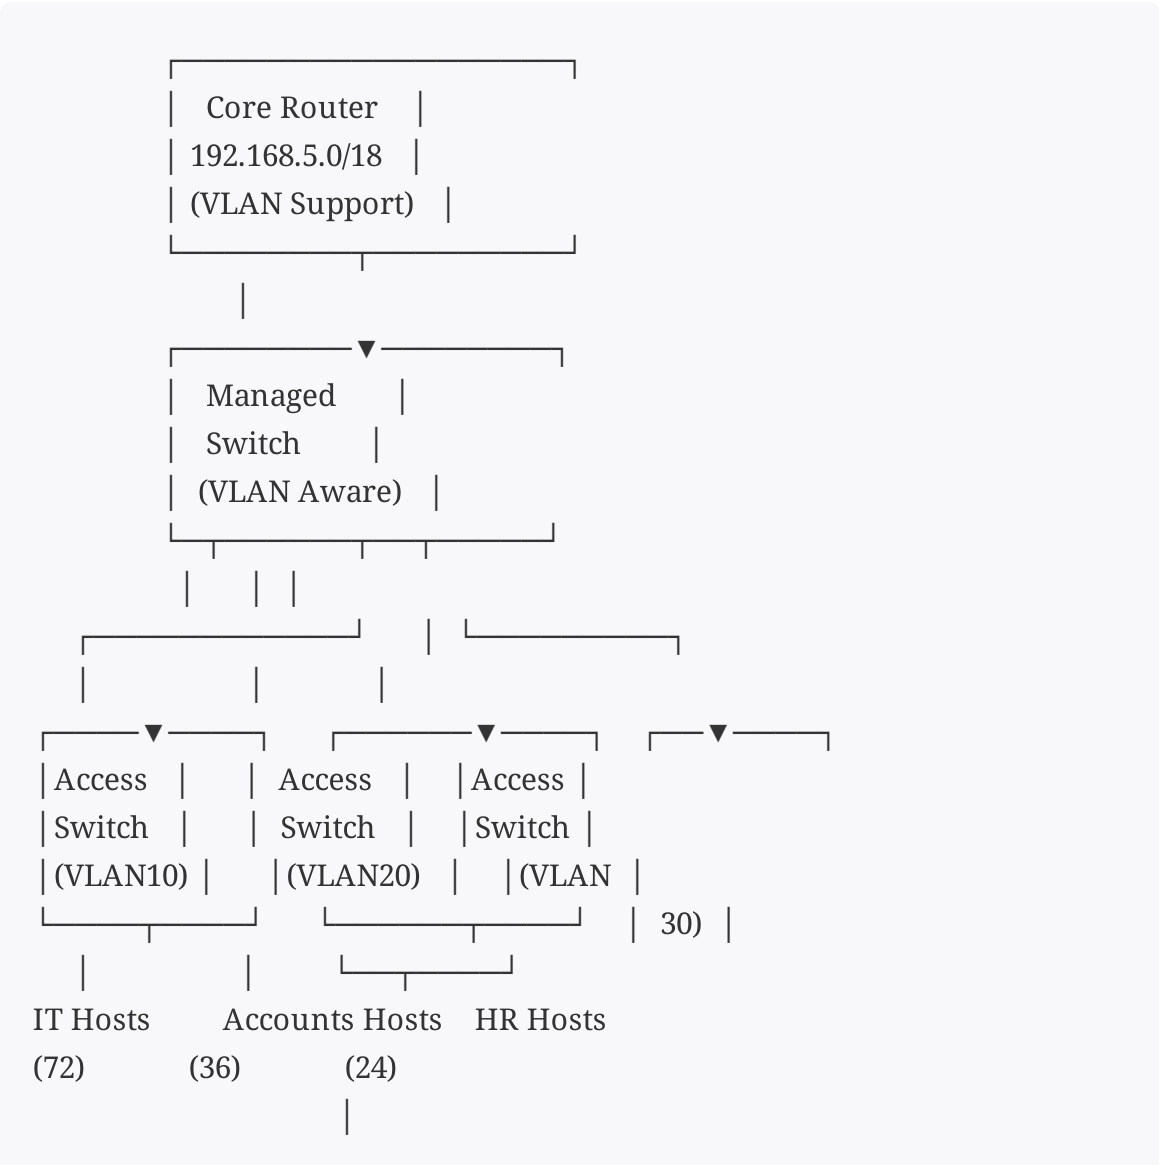 Core Router
192.168.5.0/18
(VLAN Support)
Managed
Switch
(VLAN Aware)
Access Access Access
Switch Switch Switch
(VLAN10) (VLAN20) (VLAN
30)
IT Hosts Accounts Hosts HR Hosts
(72) (36) (24)